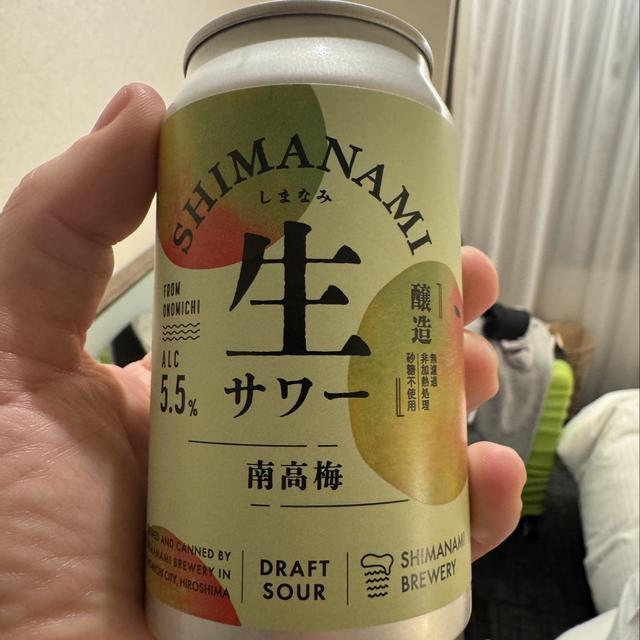 SHIMANAMI
しまなみ
生
サワー
FROM
ONOMICHI
ALC
5.5%
醸造
無濾過
非加熱処理
砂糖不使用
南高梅
AND CANNED BY
BREWERY IN
CITY, HIROSHIMA
DRAFT
SOUR
SHIMANAMI
BREWERY